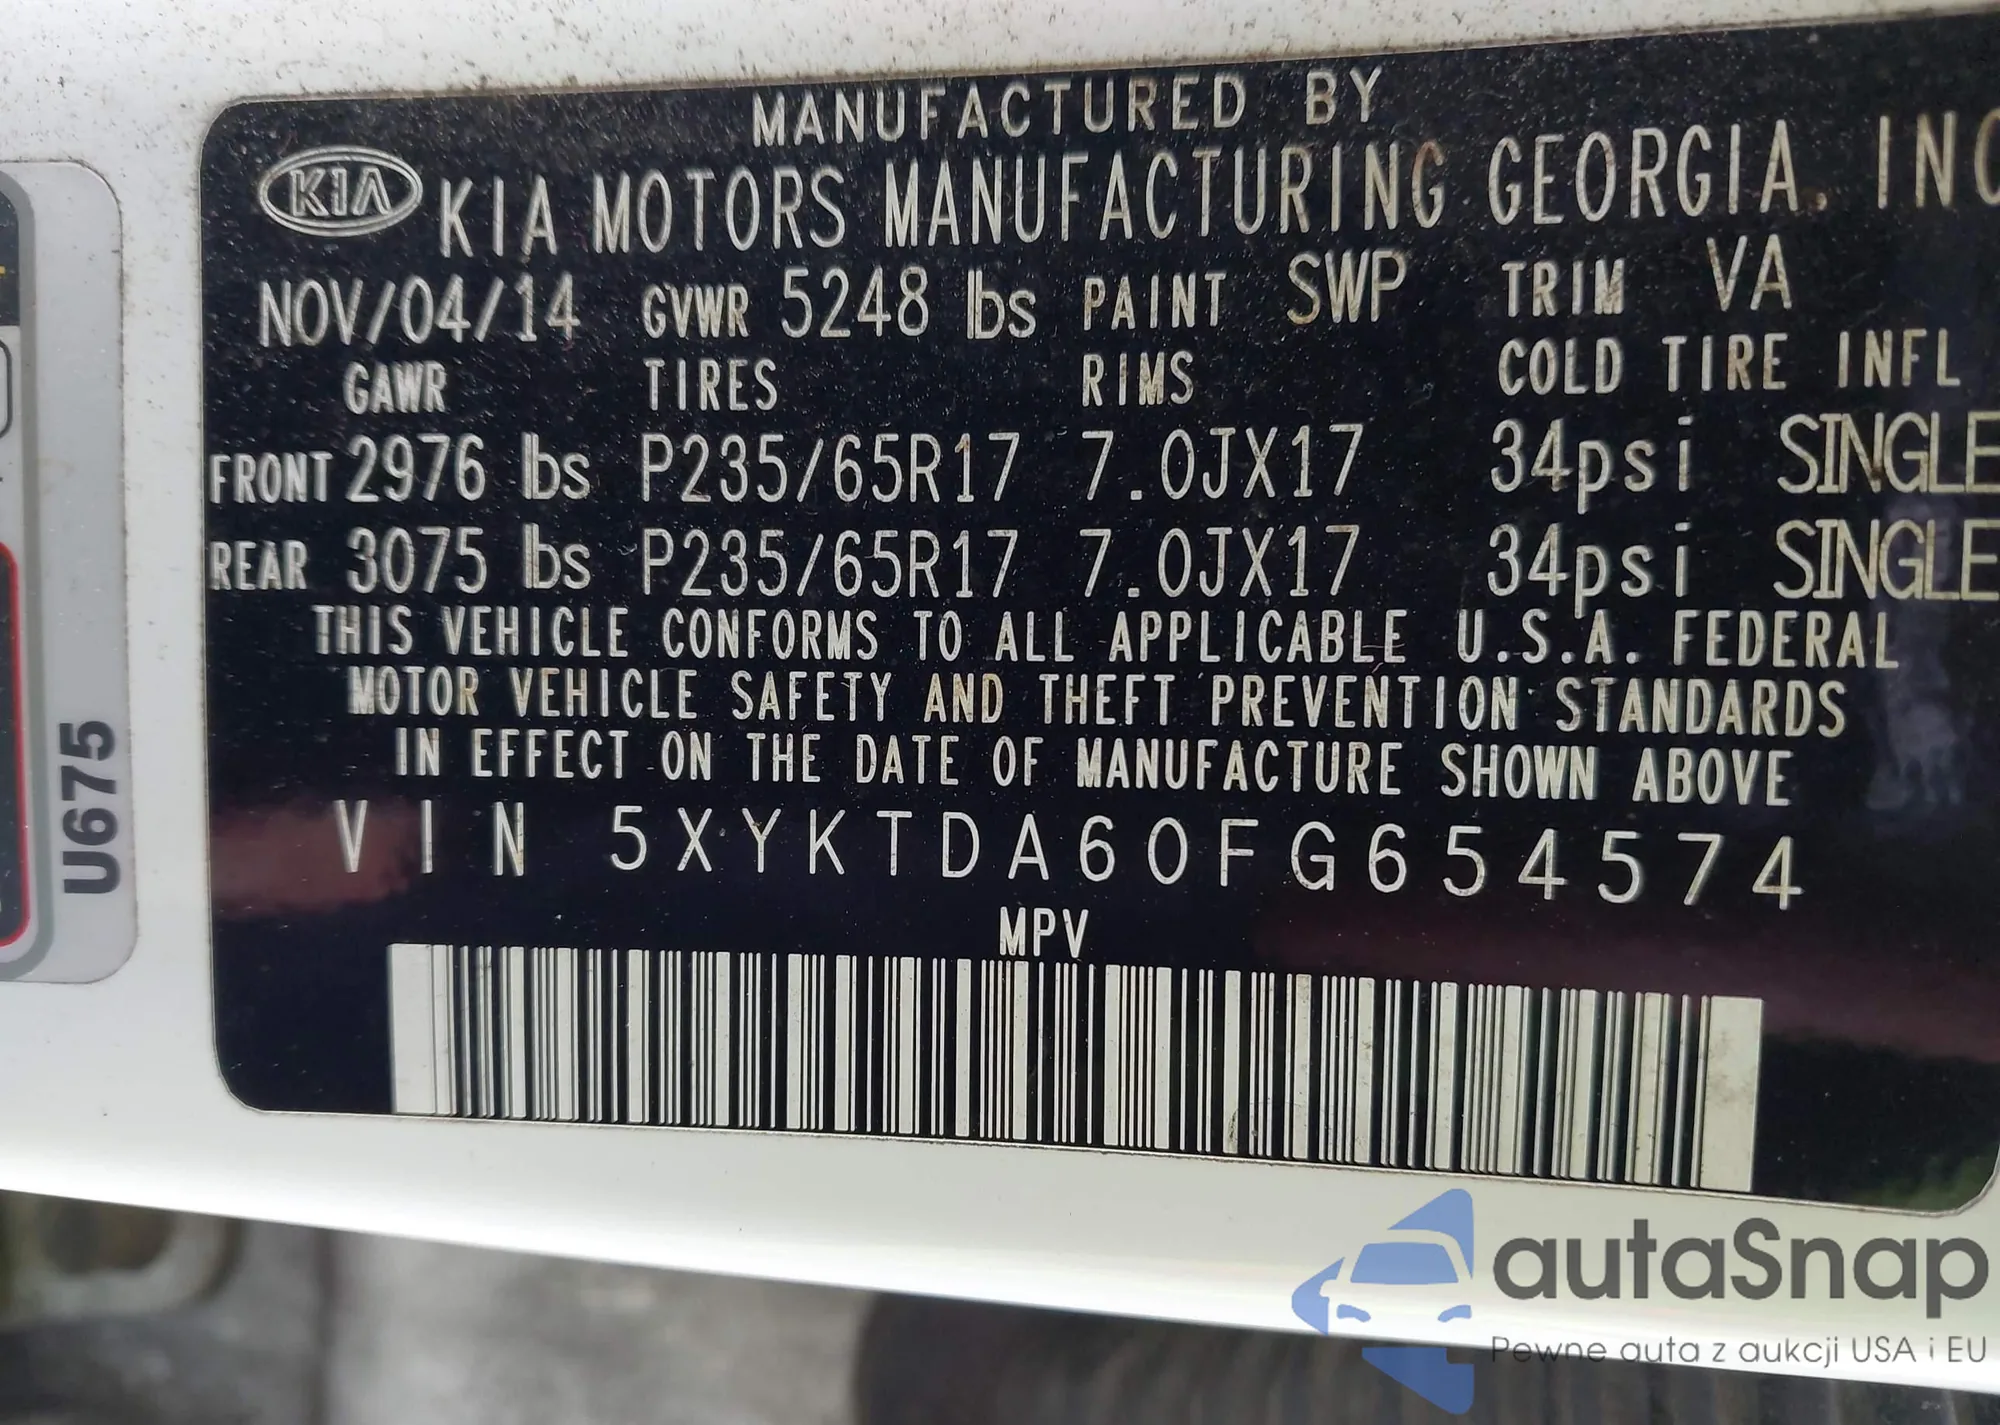 MANUFACTURED BY
KIA KIA MOTORS MANUFACTURING GEORGIA, INC
NOV/04/14 GVWR 5248 lbs PAINT SWP TRIM VA
GAWR TIRES RIMS COLD TIRE INFL
FRONT 2976 lbs P235/65R17 7.0JX17 34psi SINGLE
REAR 3075 lbs P235/65R17 7.0JX17 34psi SINGLE
THIS VEHICLE CONFORMS TO ALL APPLICABLE U.S.A. FEDERAL
MOTOR VEHICLE SAFETY AND THEFT PREVENTION STANDARDS
IN EFFECT ON THE DATE OF MANUFACTURE SHOWN ABOVE
VIN 5XYKTDA60FG654574
MPV
U675
autaSnap
Pewne auta z aukcji USA i EU